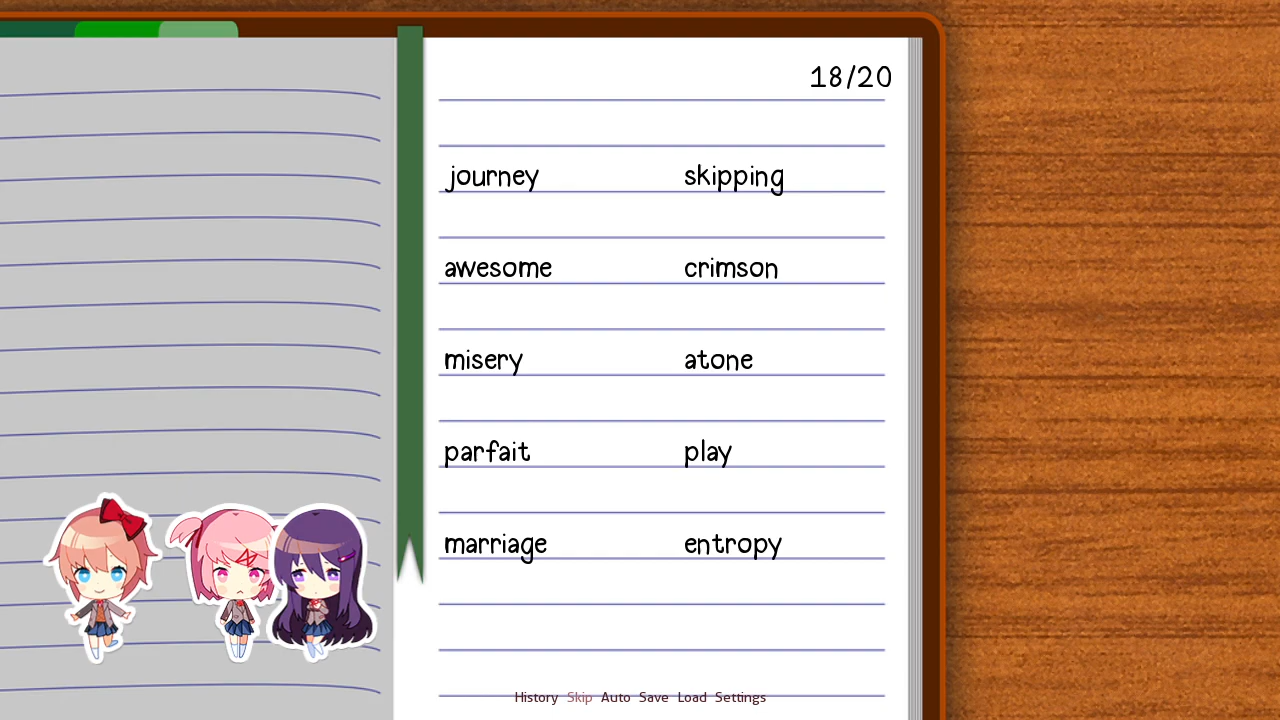 18/20
journey skipping
awesome crimson
misery atone
parfait play
marriage entropy
History Skip Auto Save Load Settings